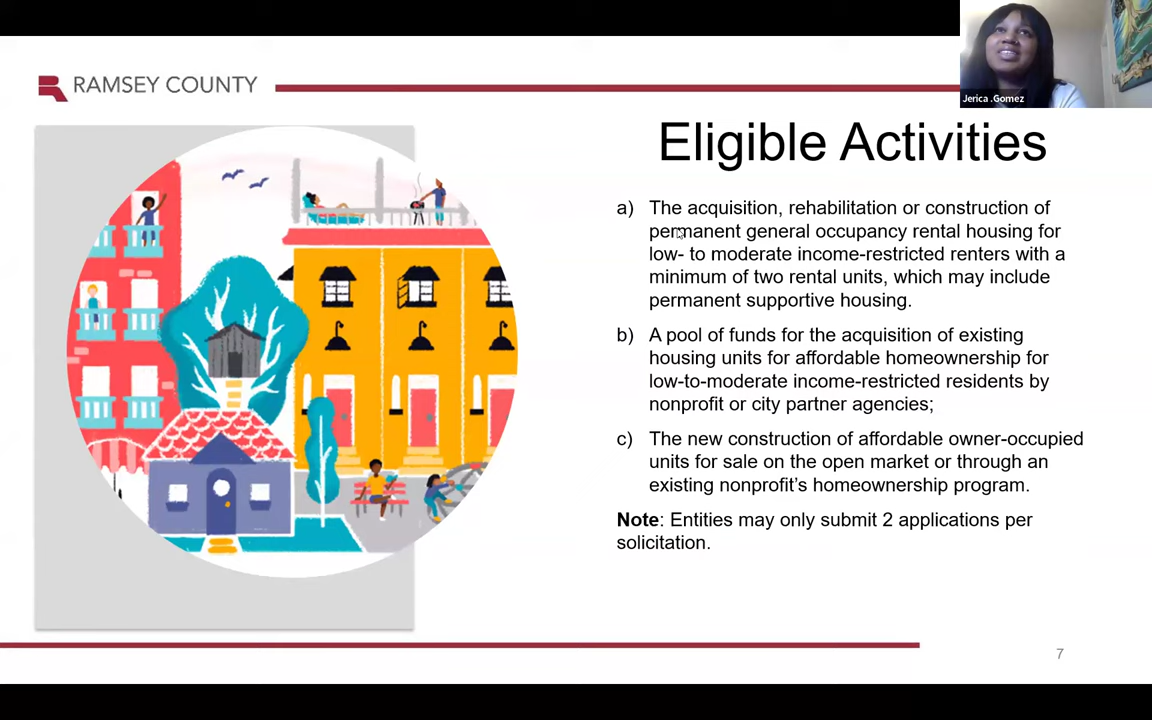 RAMSEY COUNTY
Jerica .Gomez
Eligible Activities
a) The acquisition, rehabilitation or construction of
permanent general occupancy rental housing for
low- to moderate income-restricted renters with a
minimum of two rental units, which may include
permanent supportive housing.
b) A pool of funds for the acquisition of existing
housing units for affordable homeownership for
low-to-moderate income-restricted residents by
nonprofit or city partner agencies;
c) The new construction of affordable owner-occupied
units for sale on the open market or through an
existing nonprofit's homeownership program.
Note: Entities may only submit 2 applications per
solicitation.
7